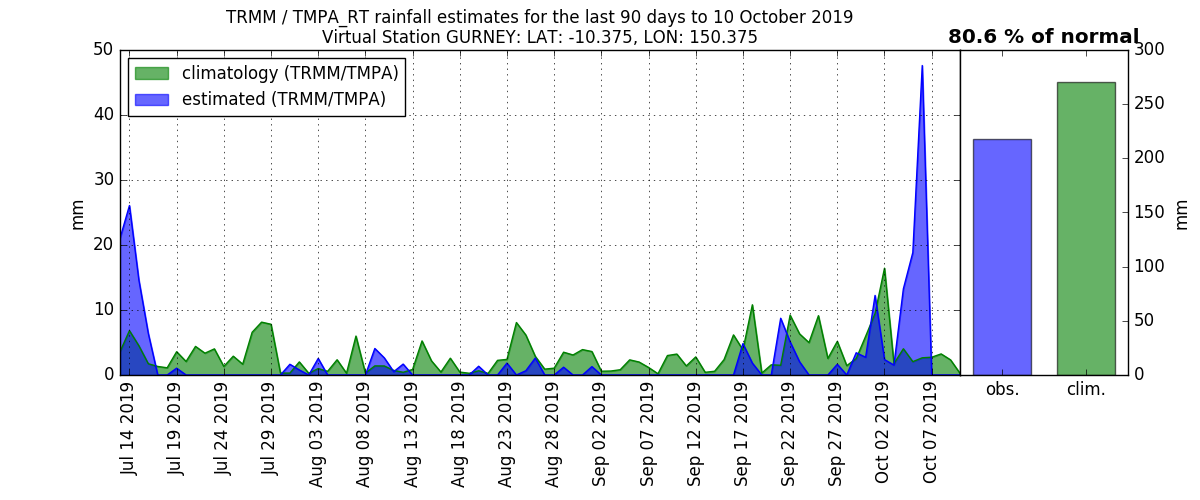 TRMM / TMPA_RT rainfall estimates for the last 90 days to 10 October 2019
Virtual Station GURNEY: LAT: -10.375, LON: 150.375
80.6 % of normal
climatology (TRMM/TMPA)
estimated (TRMM/TMPA)
50
40
30
20
10
0
mm
Jul 14 2019
Jul 19 2019
Jul 24 2019
Jul 29 2019
Aug 03 2019
Aug 08 2019
Aug 13 2019
Aug 18 2019
Aug 23 2019
Aug 28 2019
Sep 02 2019
Sep 07 2019
Sep 12 2019
Sep 17 2019
Sep 22 2019
Sep 27 2019
Oct 02 2019
Oct 07 2019
obs.
clim.
300
250
200
150
100
50
0
mm